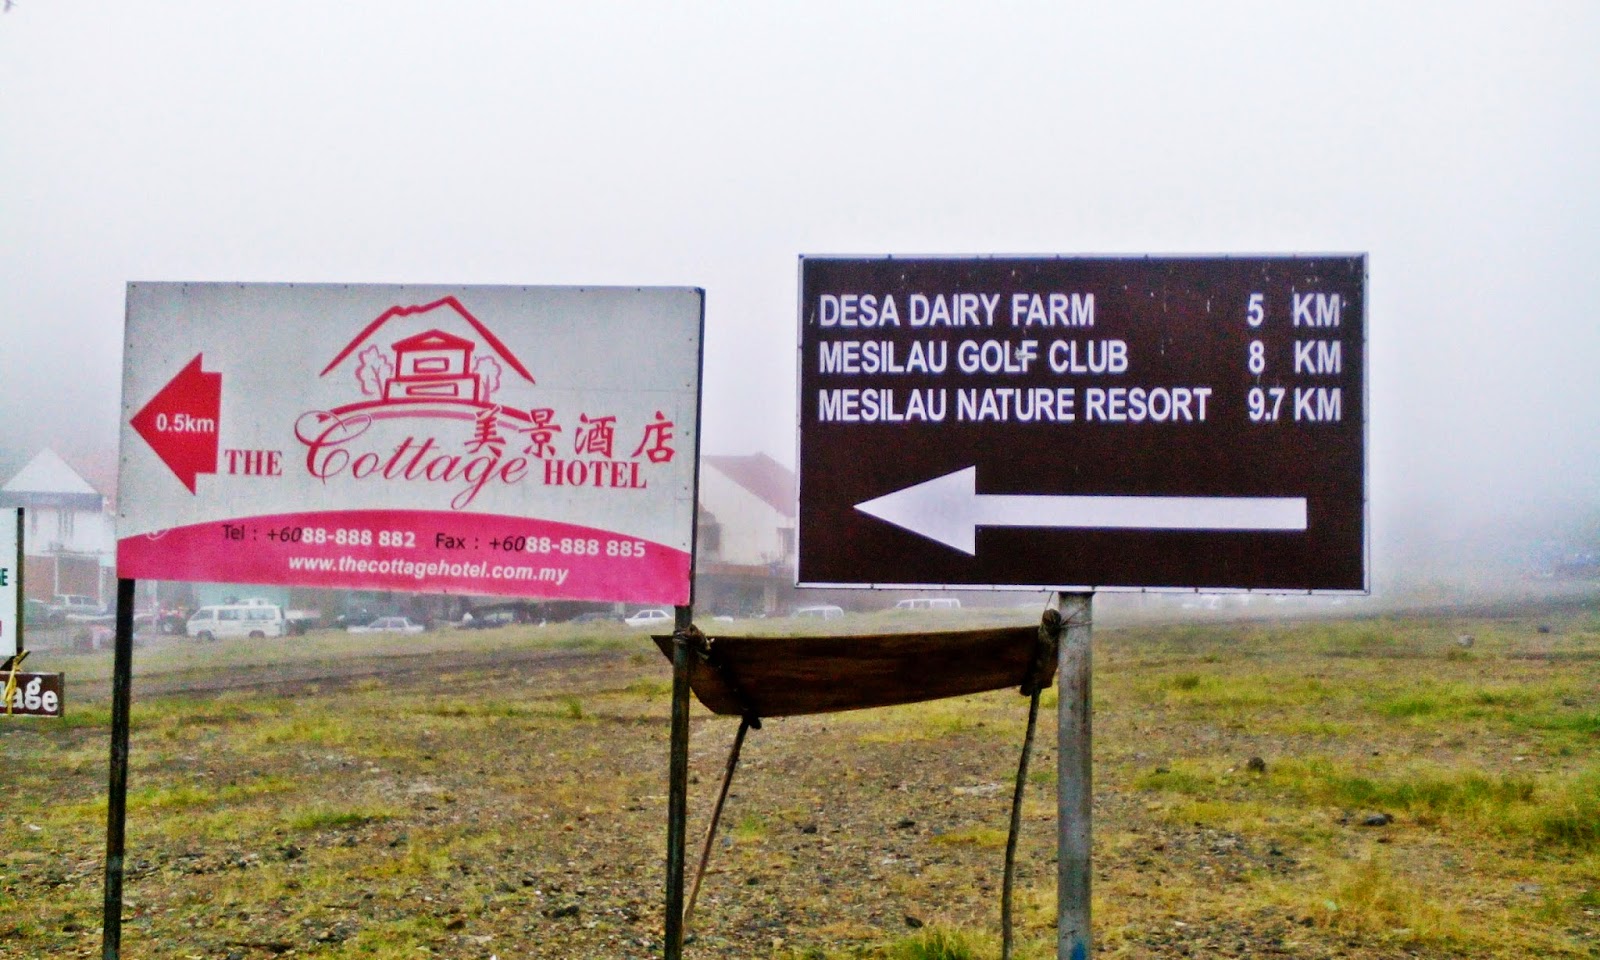 0.5km
美景酒店
THE Cottage HOTEL
Tel : +6088-888 882 Fax : +6088-888 885
www.thecottagehotel.com.my
DESA DAIRY FARM 5 KM
MESILAU GOLF CLUB 8 KM
MESILAU NATURE RESORT 9.7 KM